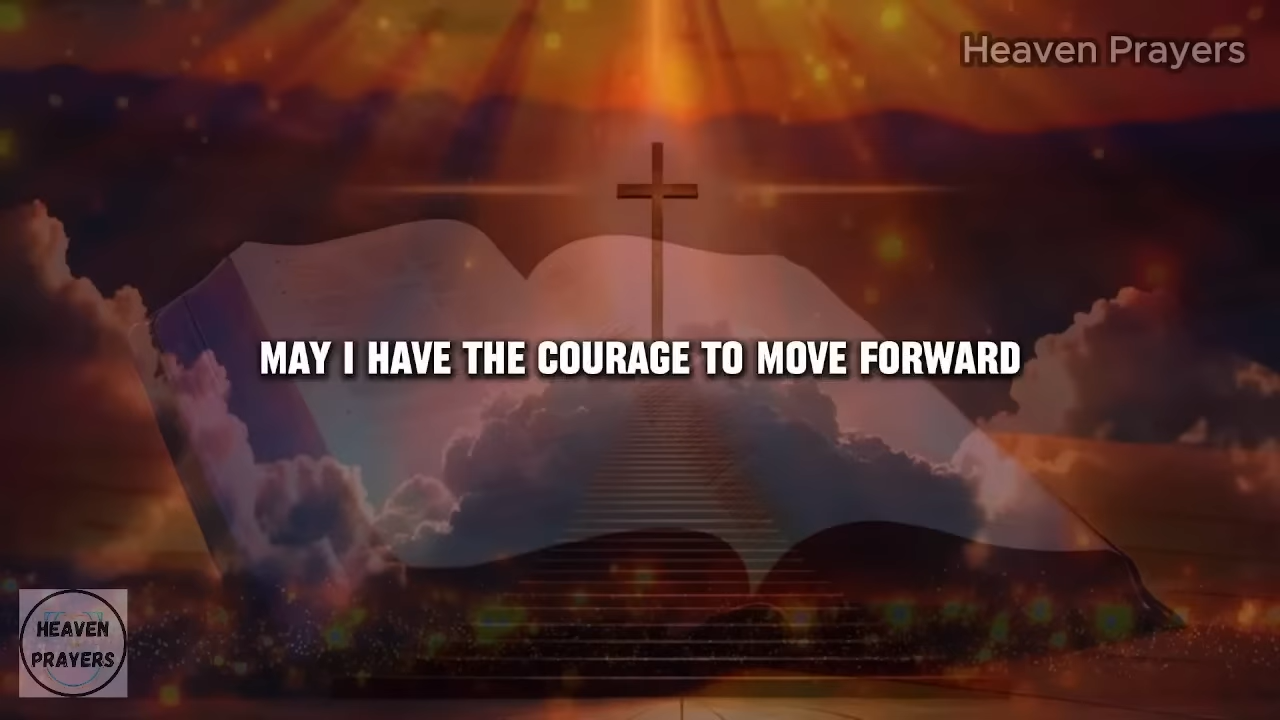 Heaven Prayers
MAY I HAVE THE COURAGE TO MOVE FORWARD
HEAVEN
PRAYERS